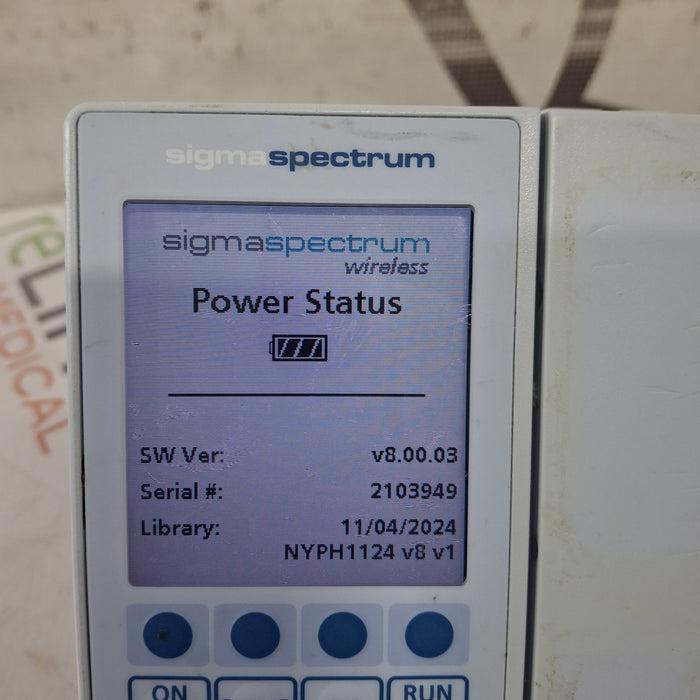 sigmaspectrum
sigmaspectrum
wireless
Power Status
SW Ver: v8.00.03
Serial #: 2103949
Library: 11/04/2024
NYPH1124 v8 v1
ON
RUN
MEDICAL